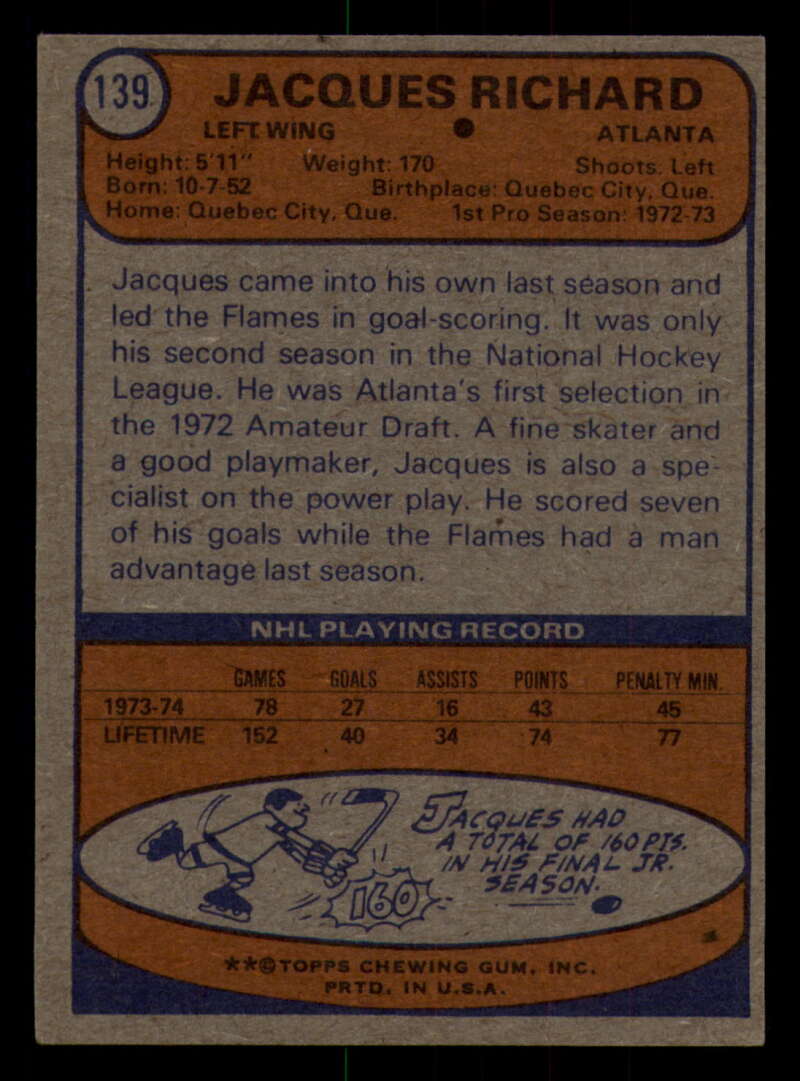 139
JACQUES RICHARD
LEFT WING ● ATLANTA
Height: 5'11" Weight: 170 Shoots: Left
Born: 10-7-52 Birthplace: Quebec City, Que.
Home: Quebec City, Que. 1st Pro Season: 1972-73
Jacques came into his own last season and
led the Flames in goal-scoring. It was only
his second season in the National Hockey
League. He was Atlanta's first selection in
the 1972 Amateur Draft. A fine skater and
a good playmaker, Jacques is also a spe-
cialist on the power play. He scored seven
of his goals while the Flames had a man
advantage last season.
NHL PLAYING RECORD
GAMES GOALS ASSISTS POINTS PENALTY MIN.
1973-74 78 27 16 43 45
LIFETIME 152 40 34 74 77
JACQUES HAD
A TOTAL OF 160 PTS.
IN HIS FINAL JR.
SEASON.
160
**©TOPPS CHEWING GUM, INC.
PRTD. IN U.S.A.